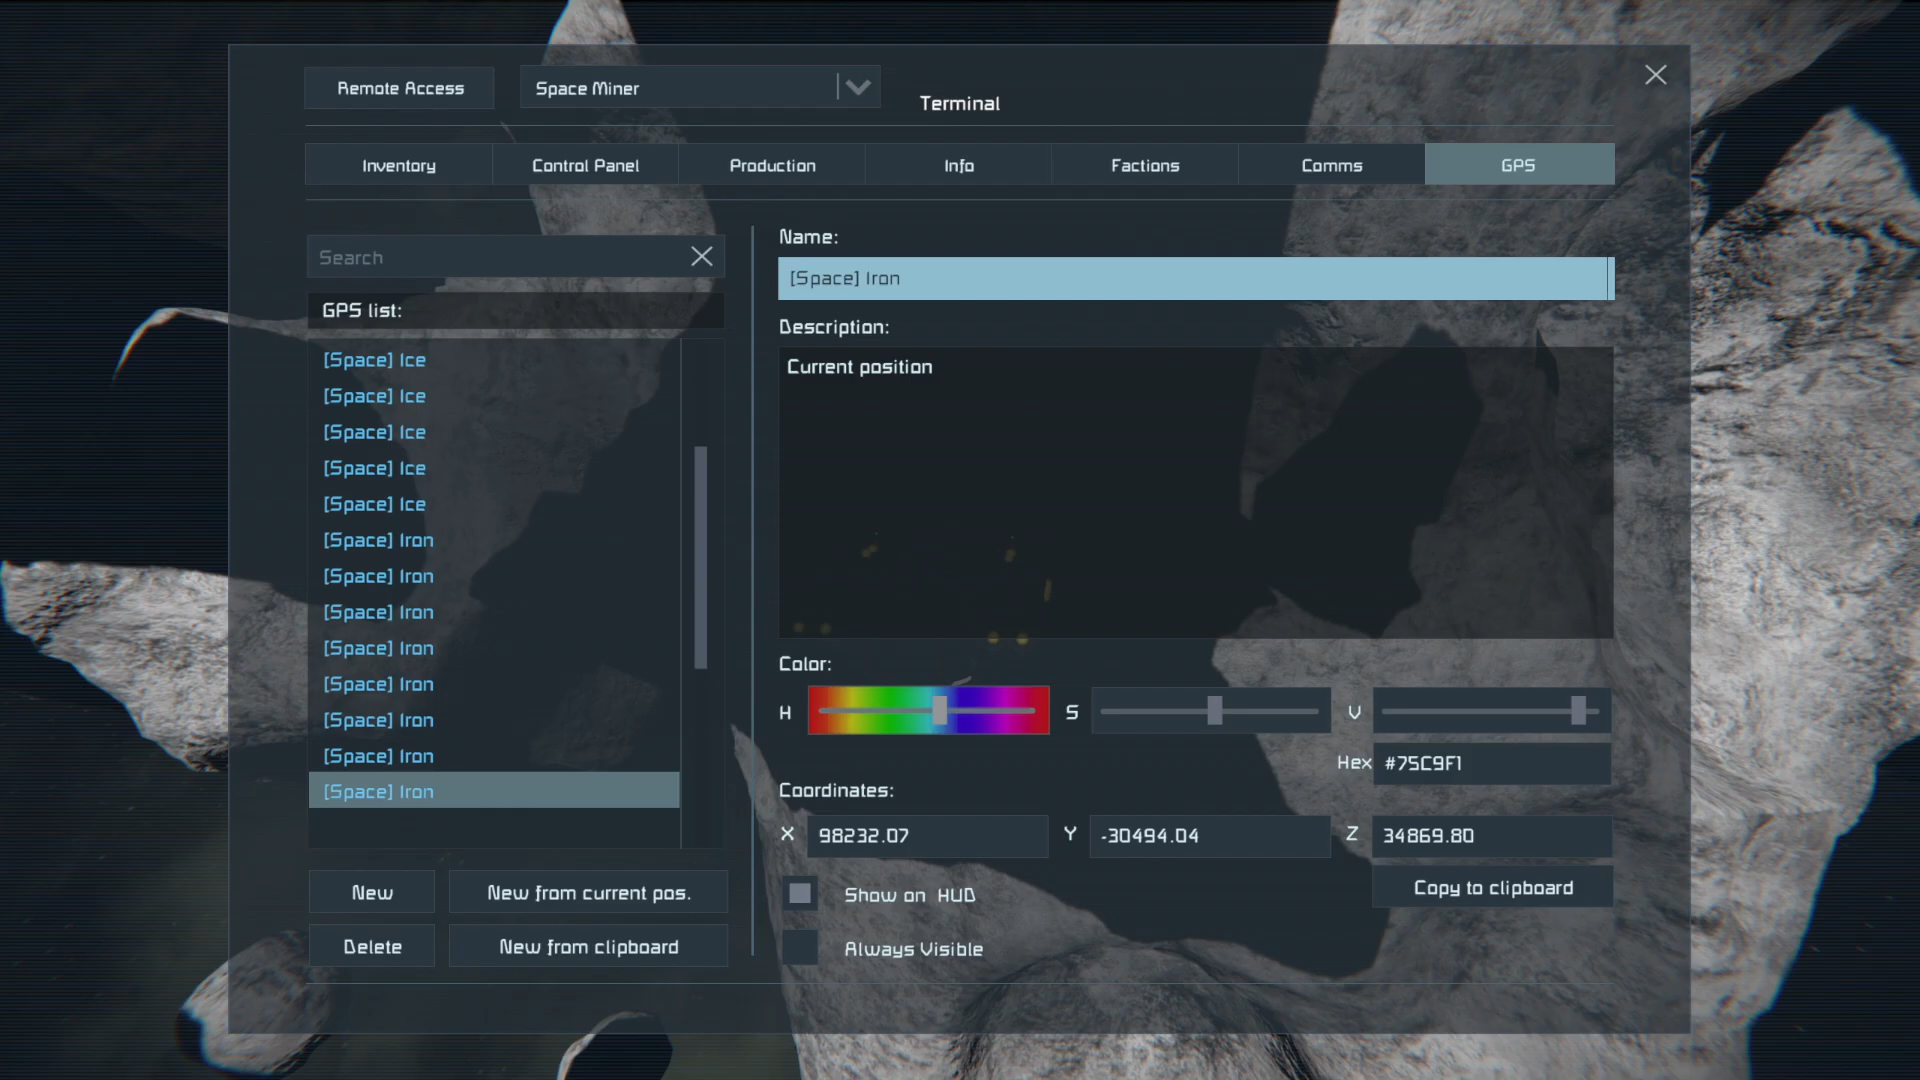 Remote Access
Space Miner
Terminal
Inventory
Control Panel
Production
Info
Factions
Comms
GPS
Search
GPS list:
[Space] Ice
[Space] Ice
[Space] Ice
[Space] Ice
[Space] Ice
[Space] Iron
[Space] Iron
[Space] Iron
[Space] Iron
[Space] Iron
[Space] Iron
[Space] Iron
[Space] Iron
New
New from current pos.
Delete
New from clipboard
Name:
[Space] Iron
Description:
Current position
Color:
H
S
V
Hex #75C9F1
Coordinates:
X 98232.07
Y -30494.04
Z 34869.80
Show on HUD
Copy to clipboard
Always Visible